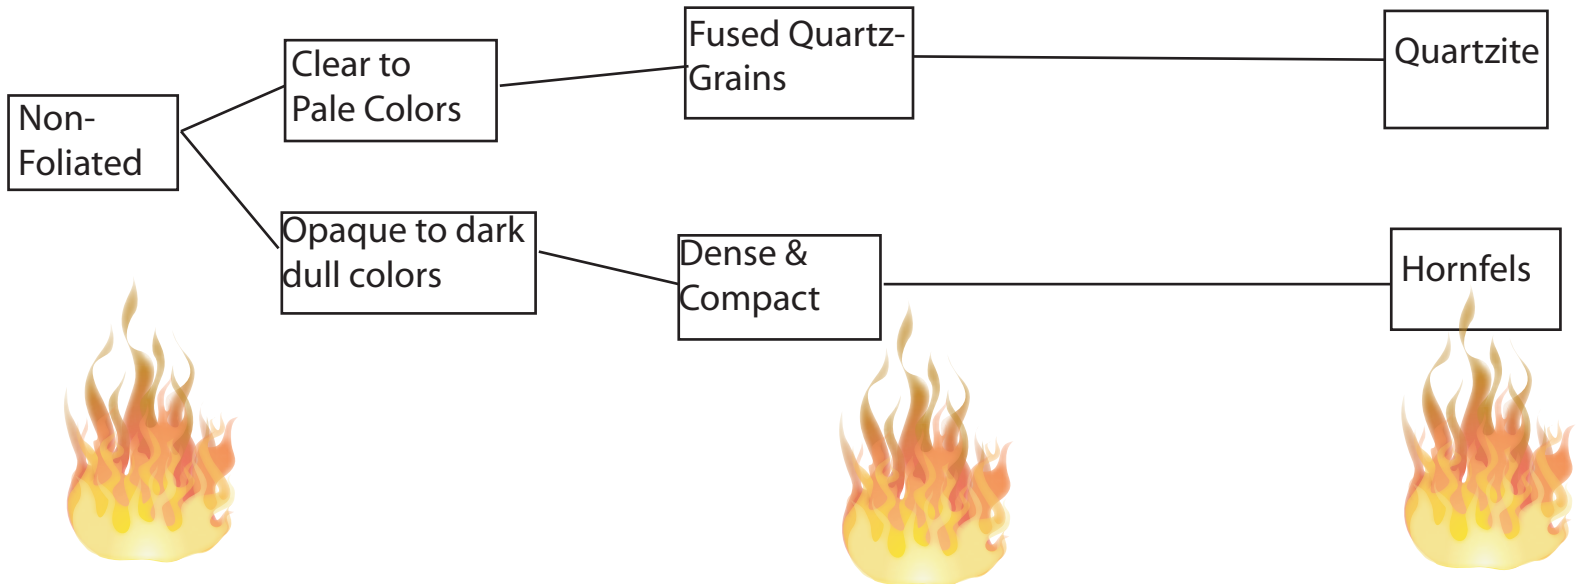 Non-
Foliated
Clear to
Pale Colors
Fused Quartz-
Grains
Quartzite
Opaque to dark
dull colors
Dense &
Compact
Hornfels